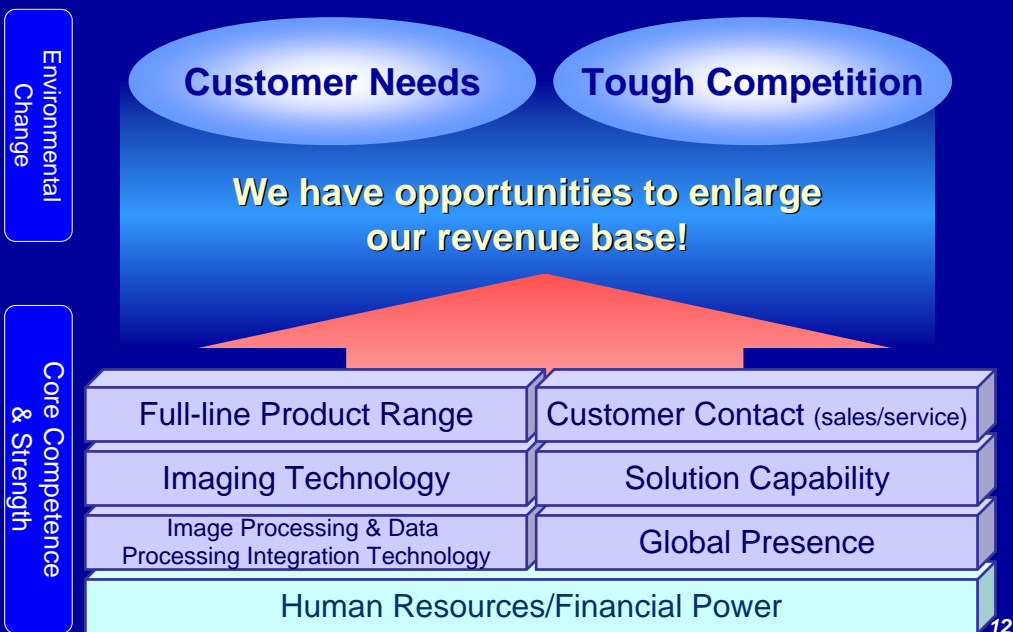 Environmental
Change
Customer Needs
Tough Competition
We have opportunities to enlarge
our revenue base!
Core Competence
& Strength
Full-line Product Range
Customer Contact (sales/service)
Imaging Technology
Solution Capability
Image Processing & Data
Processing Integration Technology
Global Presence
Human Resources/Financial Power
12